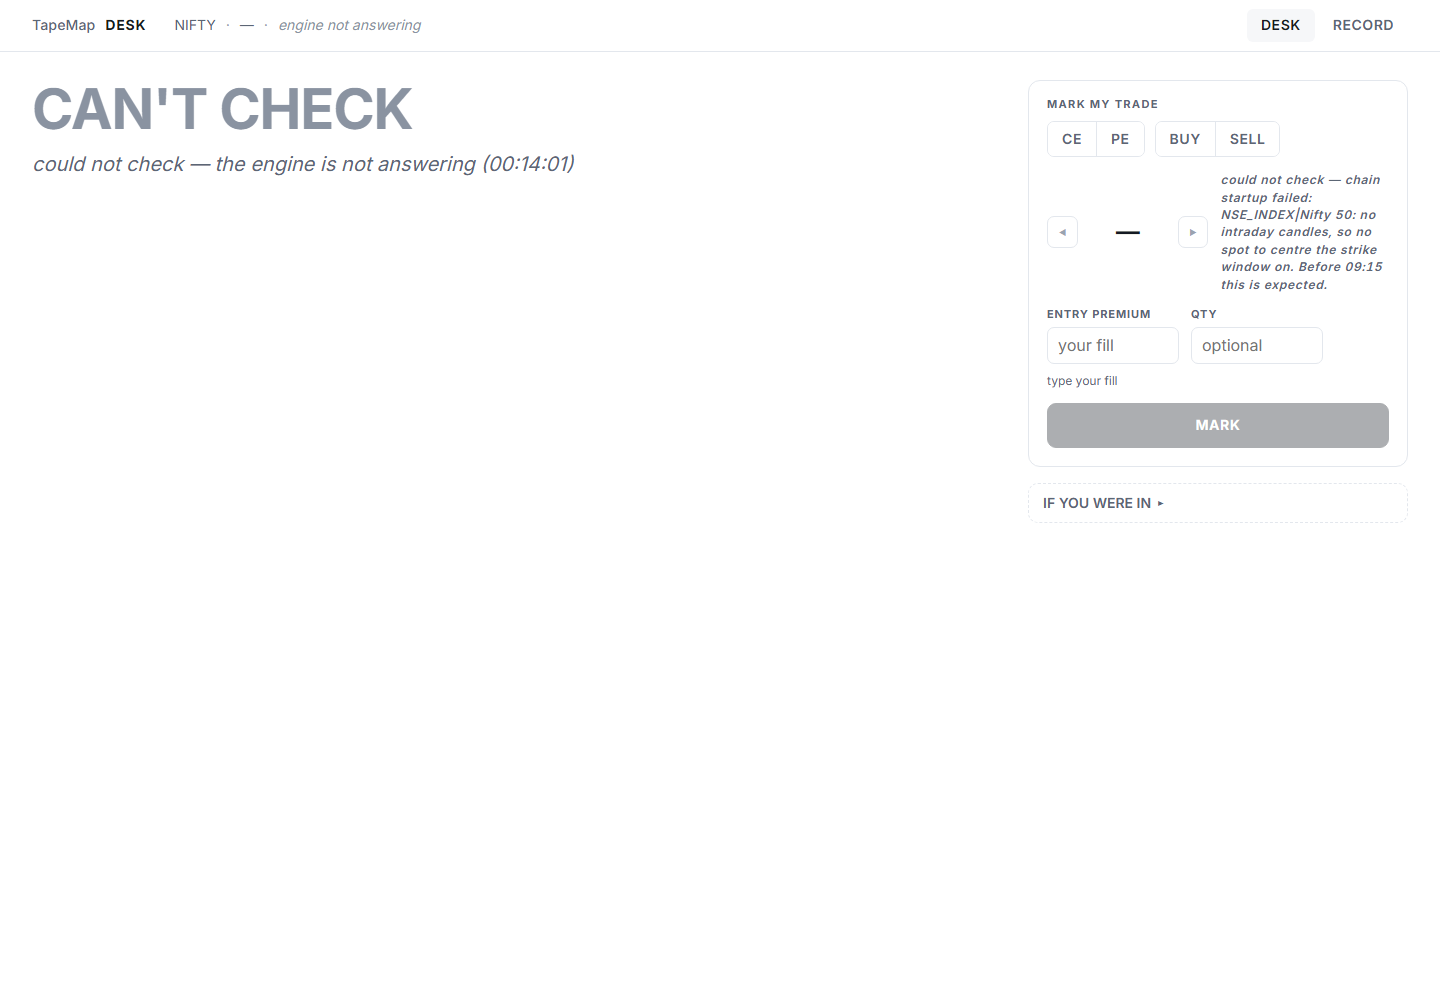 TapeMap DESK NIFTY · — · engine not answering DESK RECORD
CAN'T CHECK
could not check — the engine is not answering (00:14:01)
MARK MY TRADE
CE PE BUY SELL
◂ — ▸
could not check — chain
startup failed:
NSE_INDEX|Nifty 50: no
intraday candles, so no
spot to centre the strike
window on. Before 09:15
this is expected.
ENTRY PREMIUM QTY
your fill optional
type your fill
MARK
IF YOU WERE IN ▸